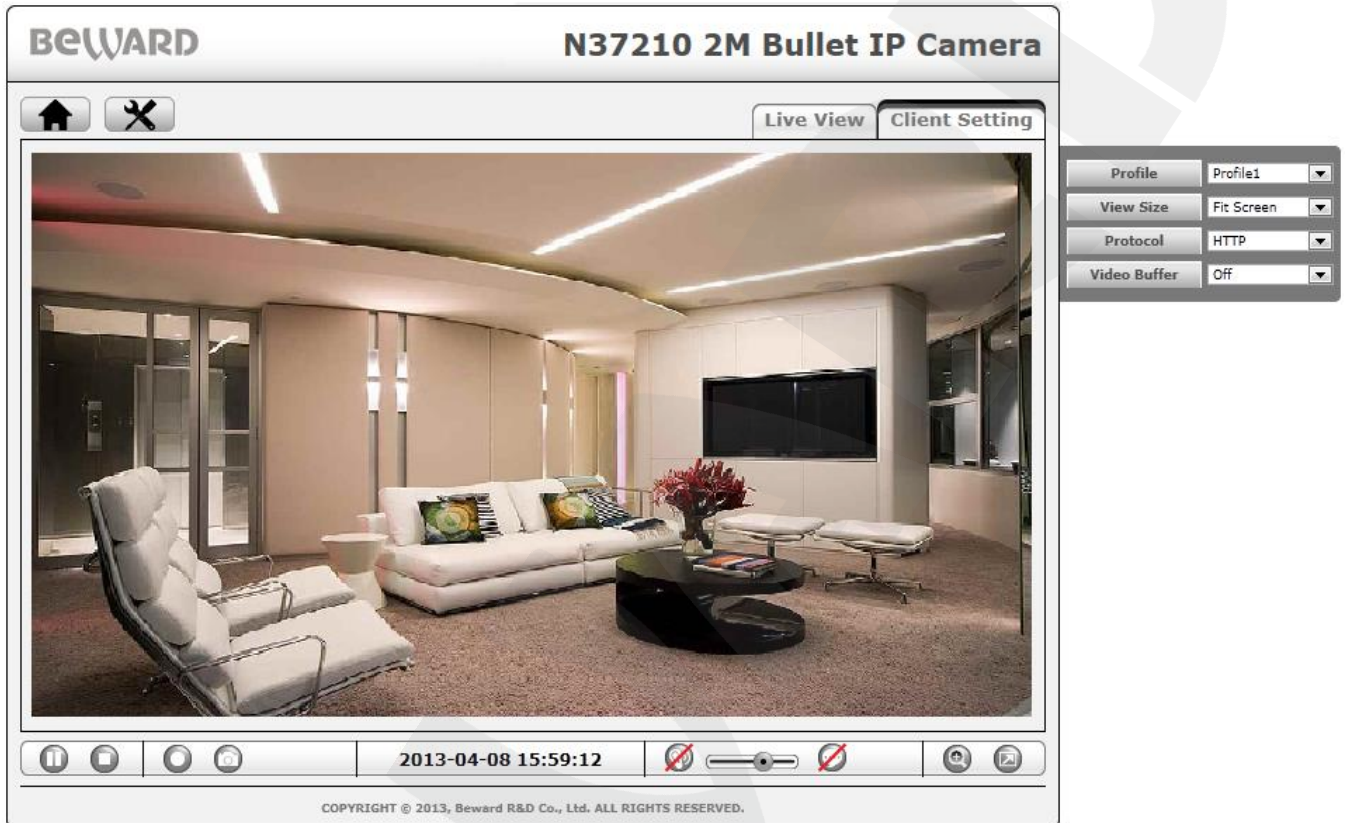 BEWARD
N37210 2M Bullet IP Camera
Live View
Client Setting
Profile
Profile1
View Size
Fit Screen
Protocol
HTTP
Video Buffer
Off
2013-04-08 15:59:12
COPYRIGHT © 2013, Beward R&D Co., Ltd. ALL RIGHTS RESERVED.